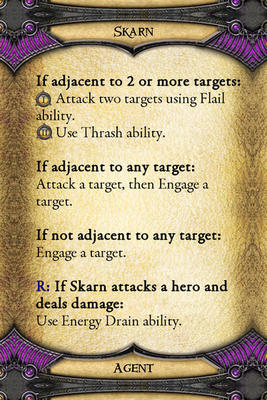 Skarn
If adjacent to 2 or more targets:
I Attack two targets using Flail
ability.
II Use Thrash ability.
If adjacent to any target:
Attack a target, then Engage a
target.
If not adjacent to any target:
Engage a target.
R: If Skarn attacks a hero and
deals damage:
Use Energy Drain ability.
Agent